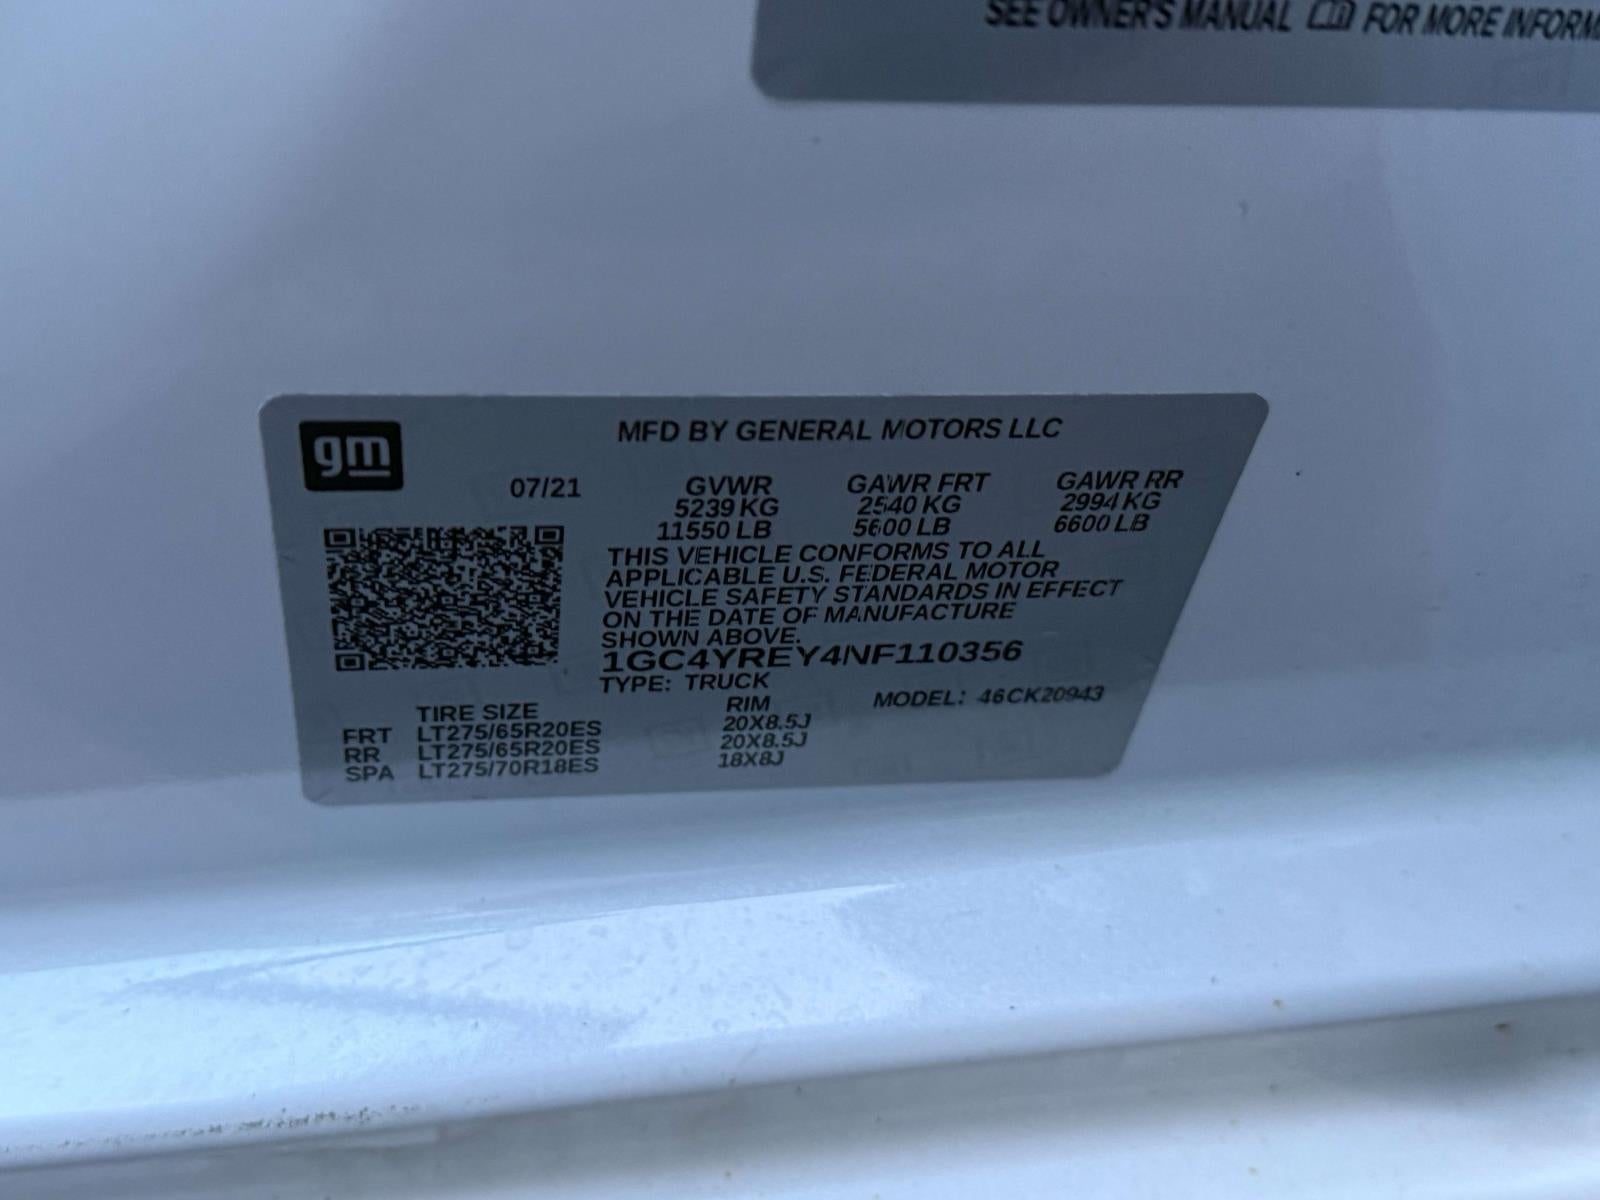 SEE OWNER'S MANUAL FOR MORE
gm
MFD BY GENERAL MOTORS LLC
07/21
GVWR GAWR FRT GAWR RR
5239 KG 2540 KG 2994 KG
11550 LB 5600 LB 6600 LB
THIS VEHICLE CONFORMS TO ALL
APPLICABLE U.S. FEDERAL MOTOR
VEHICLE SAFETY STANDARDS IN EFFECT
ON THE DATE OF MANUFACTURE
SHOWN ABOVE.
1GC4YREY4NF110356
TYPE: TRUCK
MODEL: 46CK20943
TIRE SIZE RIM
FRT LT275/65R20ES 20X8.5J
RR LT275/65R20ES 20X8.5J
SPA LT275/70R18ES 18X8J